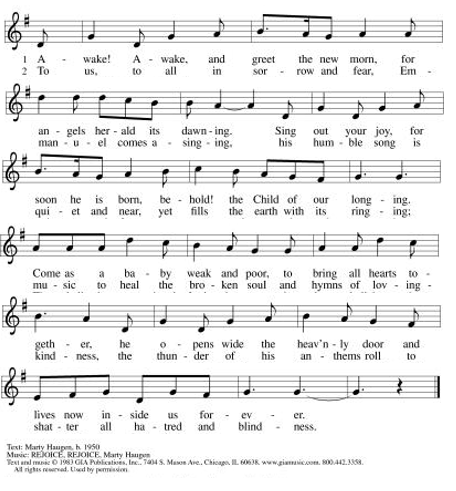 1 A - wake! A - wake, and greet the new morn, for
2 To us, to all in sor - row and fear, Em -
an - gels her - ald its dawn - ing. Sing out your joy, for
man - u - el comes a - sing - ing, his hum - ble song is
soon he is born, be - hold! the Child of our long - ing.
qui - et and near, yet fills the earth with its ring - ing;
Come as a ba - by weak and poor, to bring all hearts to -
mu - sic to heal the bro - ken soul and hymns of lov - ing -
geth - er, he o - pens wide the heav'n - ly door and
kind - ness, the thun - der of his an - thems roll to
lives now in - side us for - ev - er.
shat - ter all ha - tred and blind - ness.
Text: Marty Haugen, b. 1950
Music: REJOICE, REJOICE, Marty Haugen
Text and music © 1983 GIA Publications, Inc., 7404 S. Mason Ave., Chicago, IL 60638. www.giamusic.com. 800.442.3358.
All rights reserved. Used by permission.